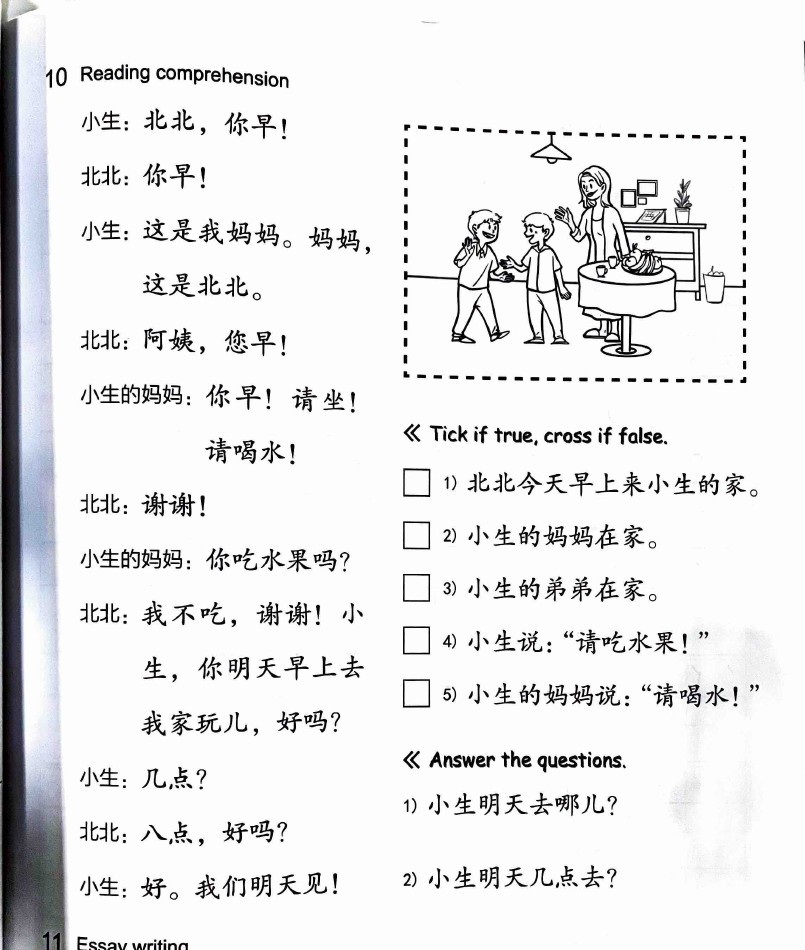 10 Reading comprehension
小生：北北，你早！
北北：你早！
小生：这是我妈妈。妈妈，
这是北北。
北北：阿姨，您早！
小生的妈妈：你早！请坐！
请喝水！
北北：谢谢！
小生的妈妈：你吃水果吗？
北北：我不吃，谢谢！小
生，你明天早上去
我家玩儿，好吗？
小生：几点？
北北：八点，好吗？
小生：好。我们明天见！
《 Tick if true, cross if false.
1) 北北今天早上来小生的家。
2) 小生的妈妈在家。
3) 小生的弟弟在家。
4) 小生说：“请吃水果！”
5) 小生的妈妈说：“请喝水！”
《 Answer the questions.
1) 小生明天去哪儿？
2) 小生明天几点去？
11 Essay writing